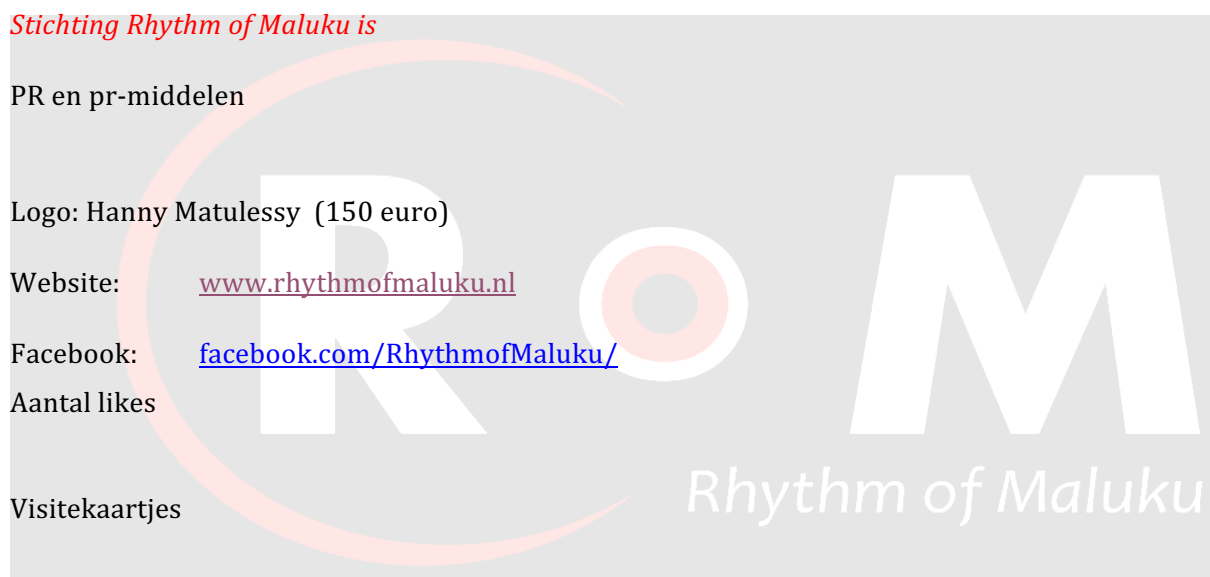 Stichting Rhythm of Maluku is
PR en pr-middelen
Logo: Hanny Matulessy (150 euro)
Website: www.rhythmofmaluku.nl
Facebook: facebook.com/RhythmofMaluku/
Aantal likes
Visitekaartjes
RoM
Rhythm of Maluku